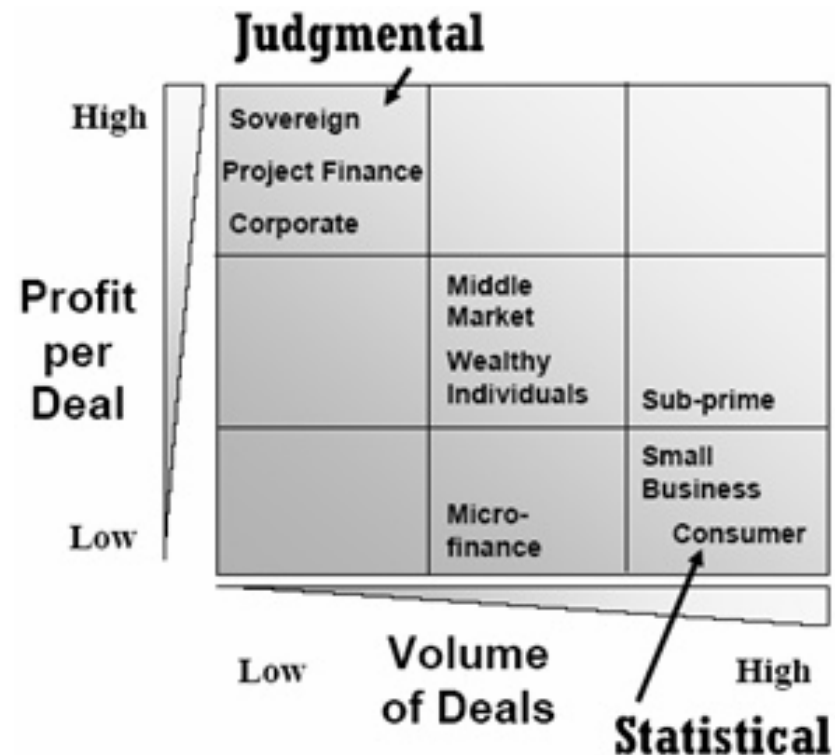 Judgmental
High
Sovereign
Project Finance
Corporate
Profit
per
Deal
Middle
Market
Wealthy
Individuals
Sub-prime
Low
Micro-
finance
Small
Business
Consumer
Low
Volume
of Deals
High
Statistical